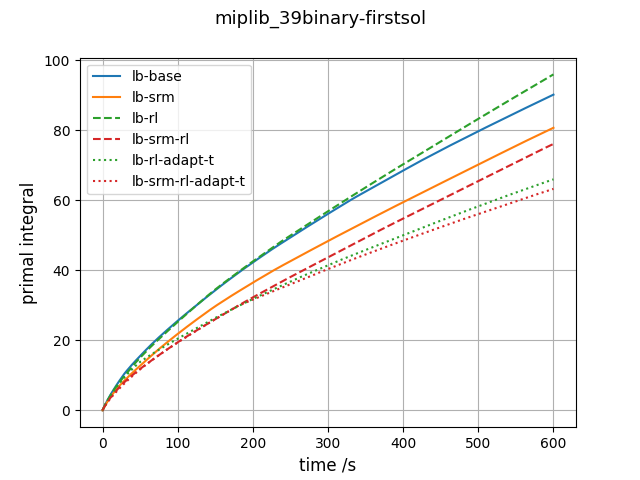 miplib_39binary-firstsol
100
80
60
40
20
0
primal integral
lb-base
lb-srm
lb-rl
lb-srm-rl
lb-rl-adapt-t
lb-srm-rl-adapt-t
0 100 200 300 400 500 600
time /s